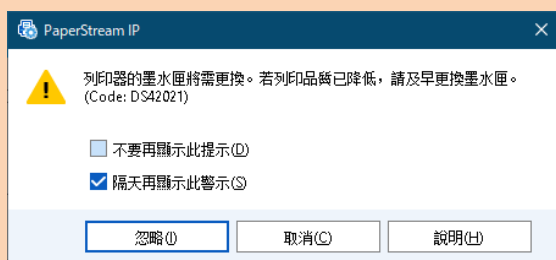 PaperStream IP
列印器的墨水匣將需更換。若列印品質已降低，請及早更換墨水匣。
(Code: DS42021)
不要再顯示此提示(D)
隔天再顯示此警示(S)
忽略(I)
取消(C)
說明(H)